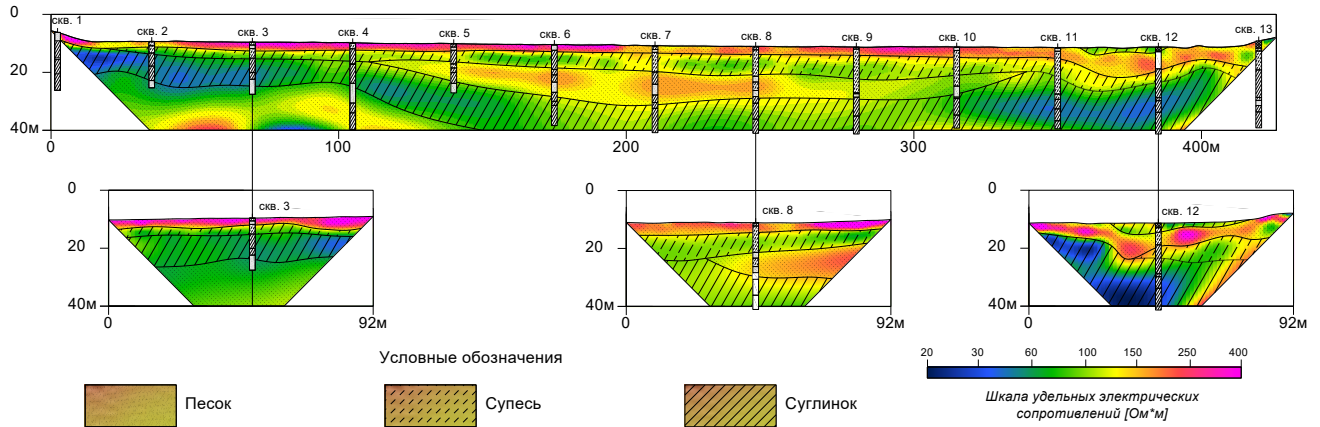 0
скв. 1
скв. 2 скв. 3 скв. 4 скв. 5 скв. 6 скв. 7 скв. 8 скв. 9 скв. 10 скв. 11 скв. 12 скв. 13
20
40м
0 100 200 300 400м
0 0 0
скв. 3 скв. 8 скв. 12
20 20 20
40м 40м 40м
0 92м 0 92м 0 92м
Условные обозначения
20 30 60 100 150 250 400
Песок Супесь Суглинок
Шкала удельных электрических
сопротивлений [Ом*м]